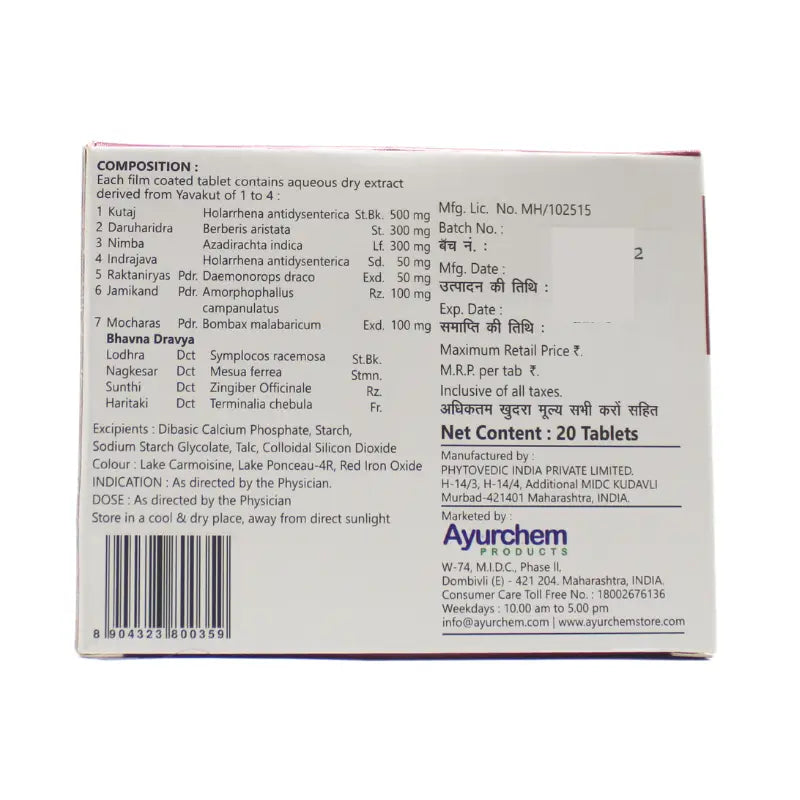 COMPOSITION :
Each film coated tablet contains aqueous dry extract
derived from Yavakut of 1 to 4 :
1 Kutaj Holarrhena antidysenterica St.Bk. 500 mg
2 Daruharidra Berberis aristata St. 300 mg
3 Nimba Azadirachta indica Lf. 300 mg
4 Indrajava Holarrhena antidysenterica Sd. 50 mg
5 Raktaniryas Pdr. Daemonorops draco Exd. 50 mg
6 Jamikand Pdr. Amorphophallus Rz. 100 mg
campanulatus
7 Mocharas Pdr. Bombax malabaricum Exd. 100 mg
Bhavna Dravya
Lodhra Dct Symplocos racemosa St.Bk.
Nagkesar Dct Mesua ferrea Stmn.
Sunthi Dct Zingiber Officinale Rz.
Haritaki Dct Terminalia chebula Fr.
Excipients : Dibasic Calcium Phosphate, Starch,
Sodium Starch Glycolate, Talc, Colloidal Silicon Dioxide
Colour : Lake Carmoisine, Lake Ponceau-4R, Red Iron Oxide
INDICATION : As directed by the Physician.
DOSE : As directed by the Physician
Store in a cool & dry place, away from direct sunlight
8 904323 800359
Mfg. Lic. No. MH/102515
Batch No. :
बॅच नं. : 2
Mfg. Date :
उत्पादन की तिथि :
Exp. Date :
समाप्ति की तिथि :
Maximum Retail Price ₹.
M.R.P. per tab ₹.
Inclusive of all taxes.
अधिकतम खुदरा मूल्य सभी करों सहित
Net Content : 20 Tablets
Manufactured by :
PHYTOVEDIC INDIA PRIVATE LIMITED.
H-14/3, H-14/4, Additional MIDC KUDAVLI
Murbad-421401 Maharashtra, INDIA.
Marketed by :
Ayurchem
PRODUCTS
W-74, M.I.D.C., Phase II,
Dombivli (E) - 421 204. Maharashtra, INDIA.
Consumer Care Toll Free No. : 18002676136
Weekdays : 10.00 am to 5.00 pm
info@ayurchem.com | www.ayurchemstore.com